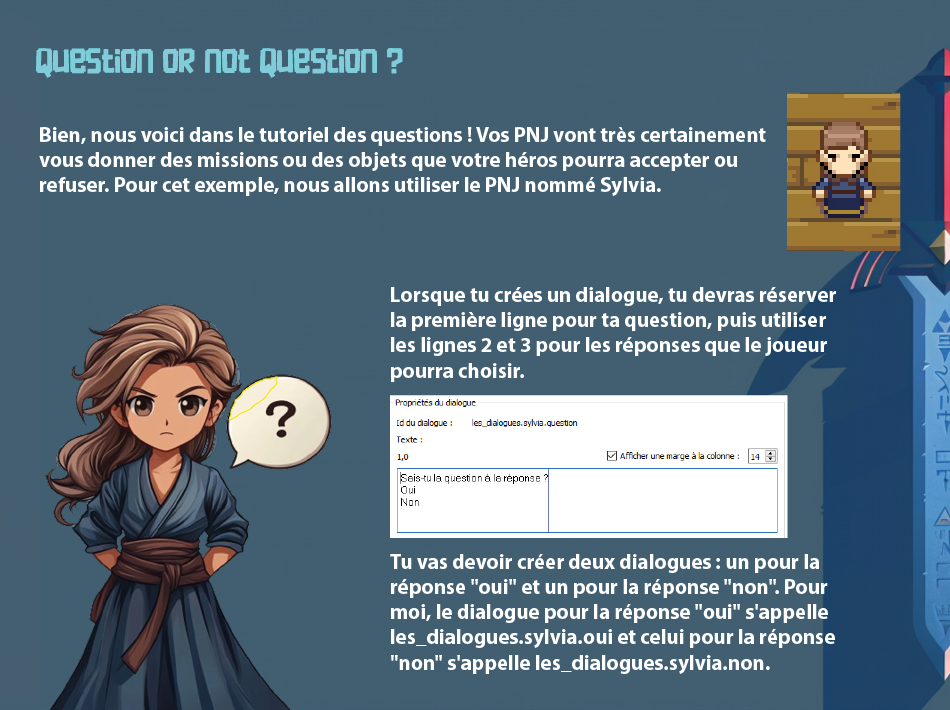 Question or not Question ?
Bien, nous voici dans le tutoriel des questions ! Vos PNJ vont très certainement
vous donner des missions ou des objets que votre héros pourra accepter ou
refuser. Pour cet exemple, nous allons utiliser le PNJ nommé Sylvia.
Lorsque tu crées un dialogue, tu devras réserver
la première ligne pour ta question, puis utiliser
les lignes 2 et 3 pour les réponses que le joueur
pourra choisir.
?
Propriétés du dialogue
Id du dialogue : les_dialogues.sylvia.question
Texte :
1,0 Afficher une marge à la colonne : 14
Sais-tu la question à la réponse ?
Oui
Non
Tu vas devoir créer deux dialogues : un pour la
réponse "oui" et un pour la réponse "non". Pour
moi, le dialogue pour la réponse "oui" s'appelle
les_dialogues.sylvia.oui et celui pour la réponse
"non" s'appelle les_dialogues.sylvia.non.